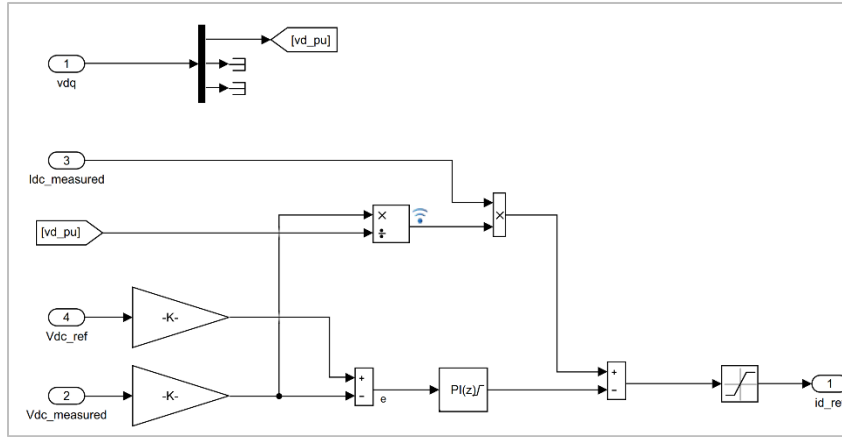 [vd_pu]
1
vdq
3
Idc_measured
×
×
÷
[vd_pu]
4
-K-
Vdc_ref
+
−
e
PI(z)
+
−
2
-K-
Vdc_measured
1
id_re